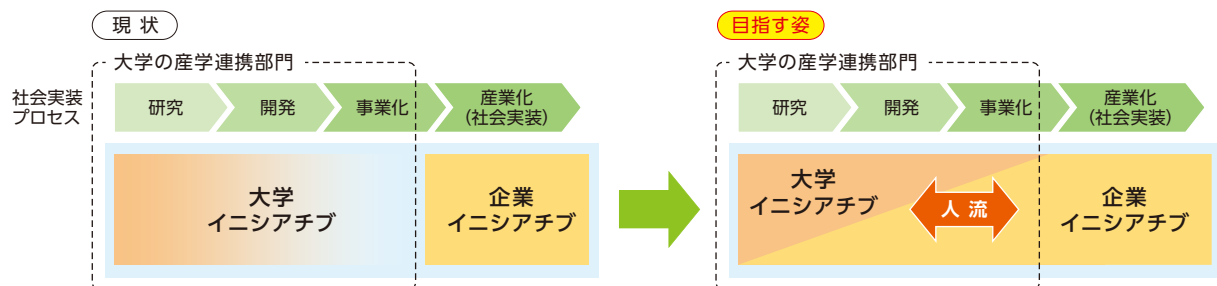 現 状
大学の産学連携部門
社会実装
プロセス
研究
開発
事業化
産業化
(社会実装)
大学
イニシアチブ
企業
イニシアチブ
目指す姿
大学の産学連携部門
研究
開発
事業化
産業化
(社会実装)
大学
イニシアチブ
人 流
企業
イニシアチブ